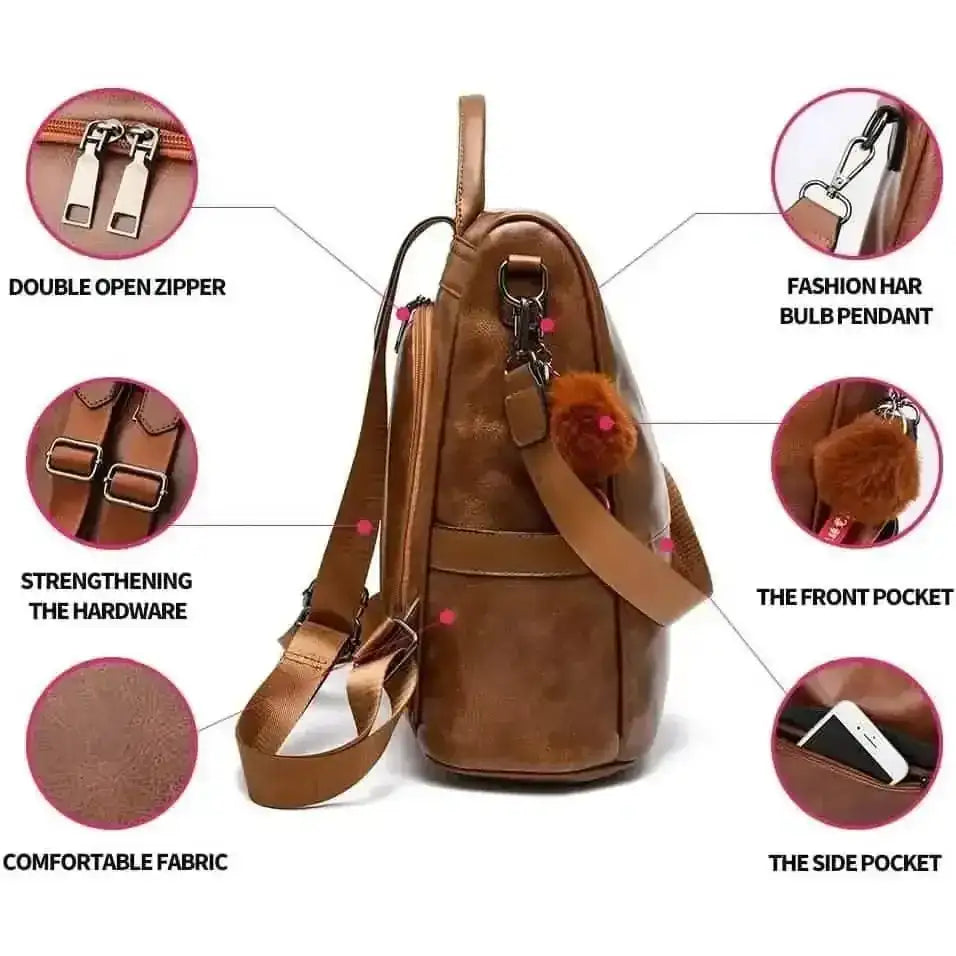 DOUBLE OPEN ZIPPER
FASHION HAR
BULB PENDANT
STRENGTHENING
THE HARDWARE
THE FRONT POCKET
COMFORTABLE FABRIC
THE SIDE POCKET